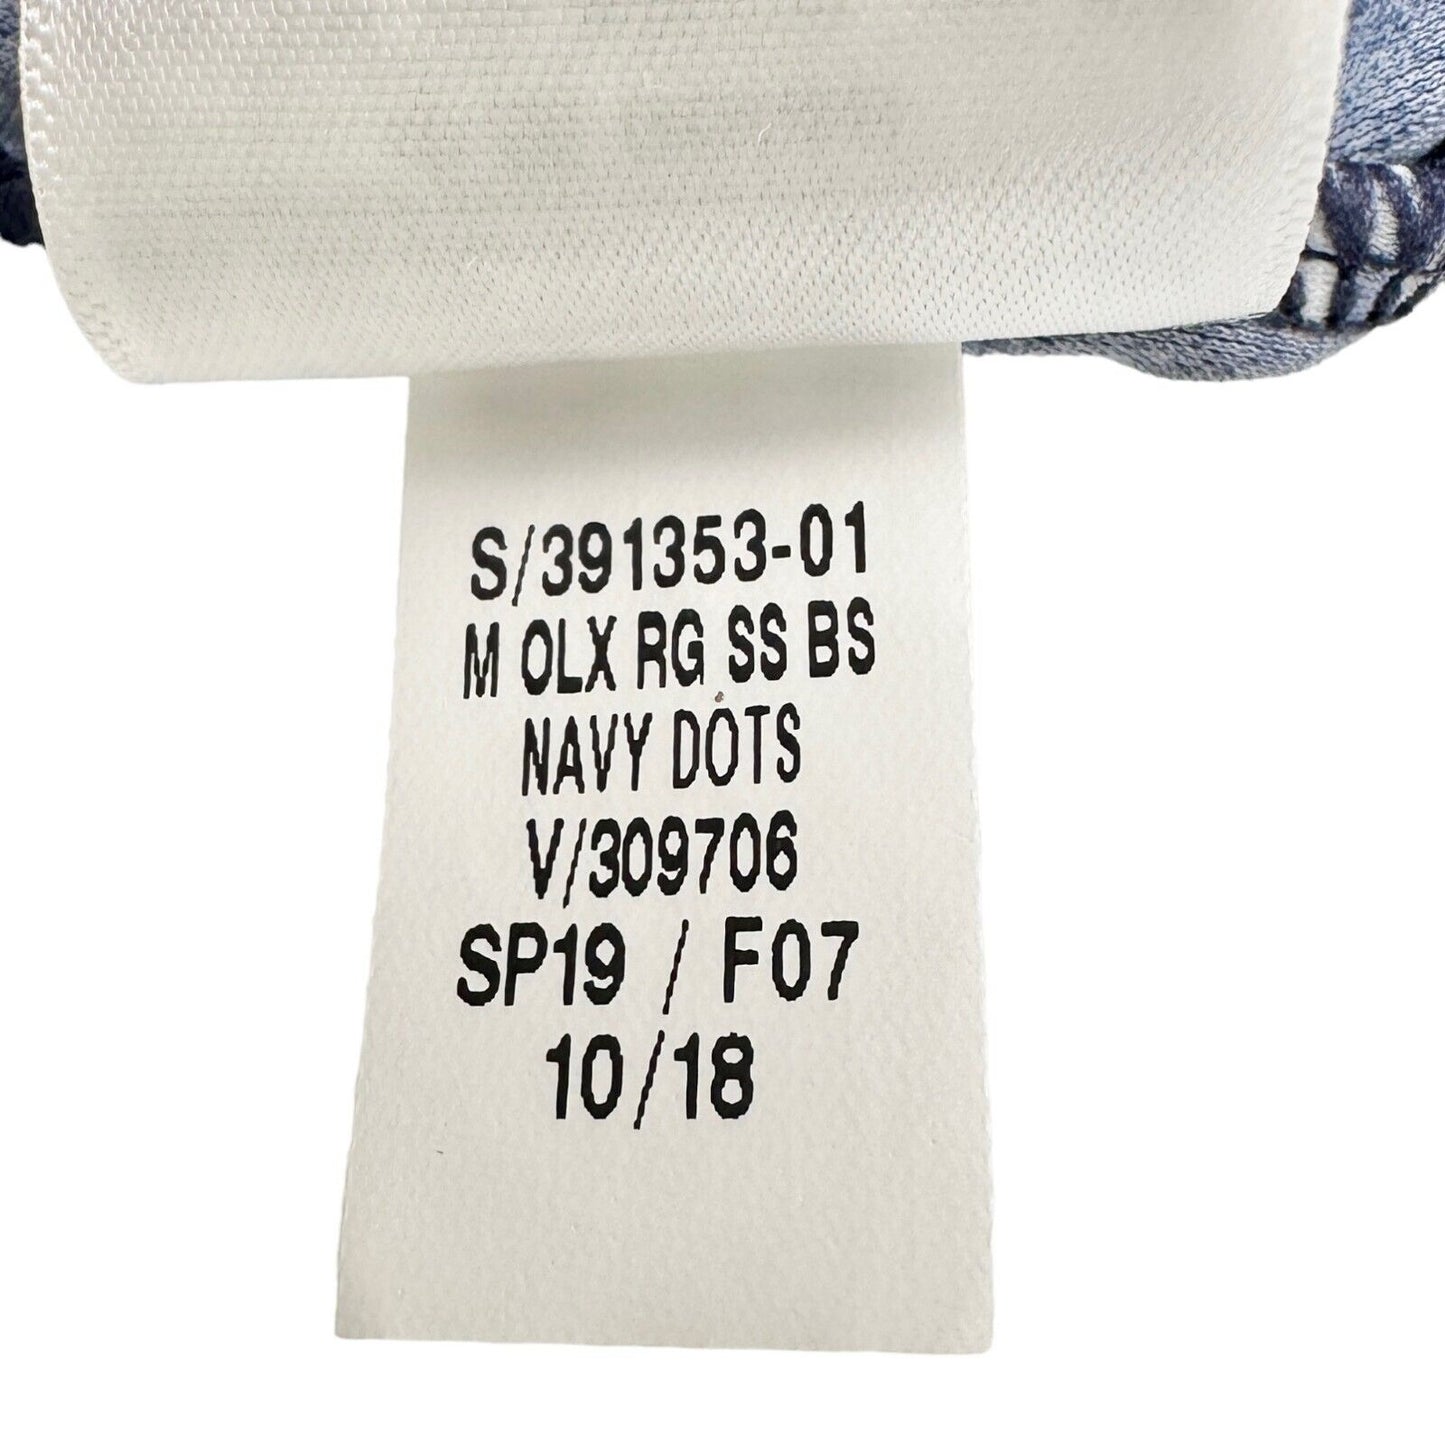 S/391353-01
M OLX RG SS BS
NAVY DOTS
V/309706
SP19 / F07
10/18